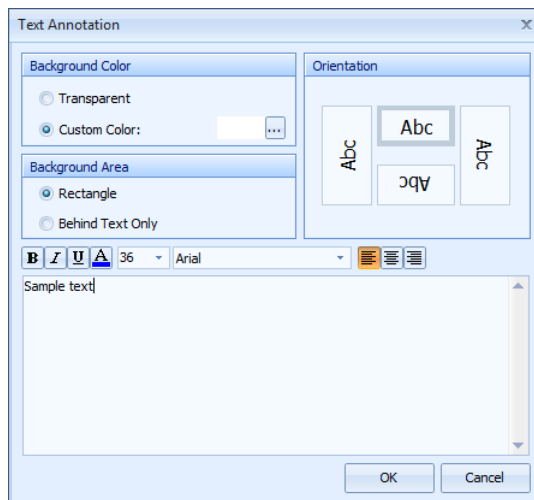 Text Annotation
Background Color
Transparent
Custom Color:
...
Background Area
Rectangle
Behind Text Only
Orientation
Abc
Abc
Abc
Abc
B I U A 36 Arial
Sample text
OK Cancel